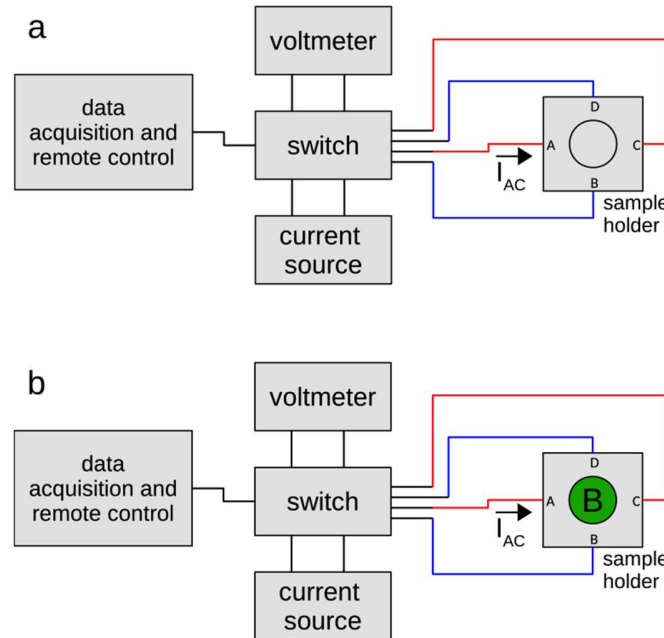 a
voltmeter
data
acquisition and
remote control
switch
current
source
I AC
D
A
C
B
sample
holder
b
voltmeter
data
acquisition and
remote control
switch
current
source
I AC
D
A
B
C
B
sample
holder